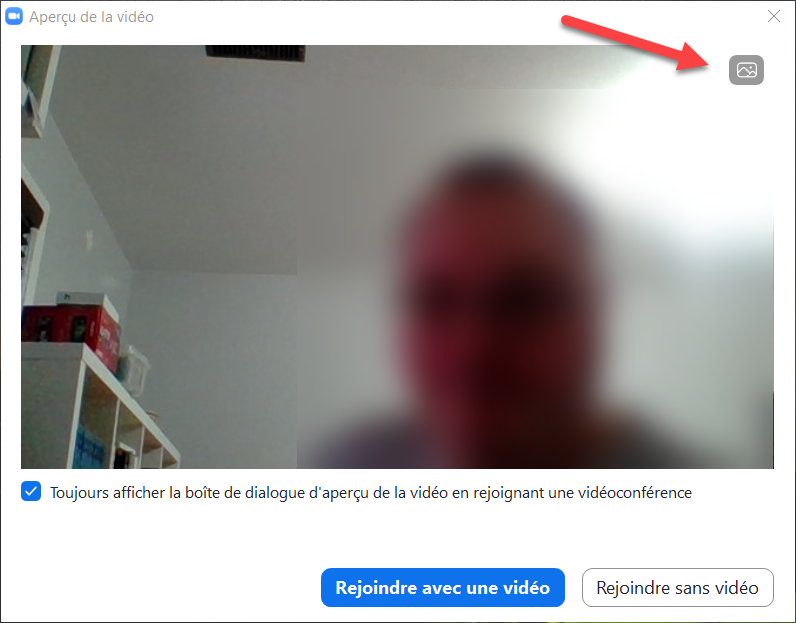 Aperçu de la vidéo
Toujours afficher la boîte de dialogue d'aperçu de la vidéo en rejoignant une vidéoconférence
Rejoindre avec une vidéo
Rejoindre sans vidéo